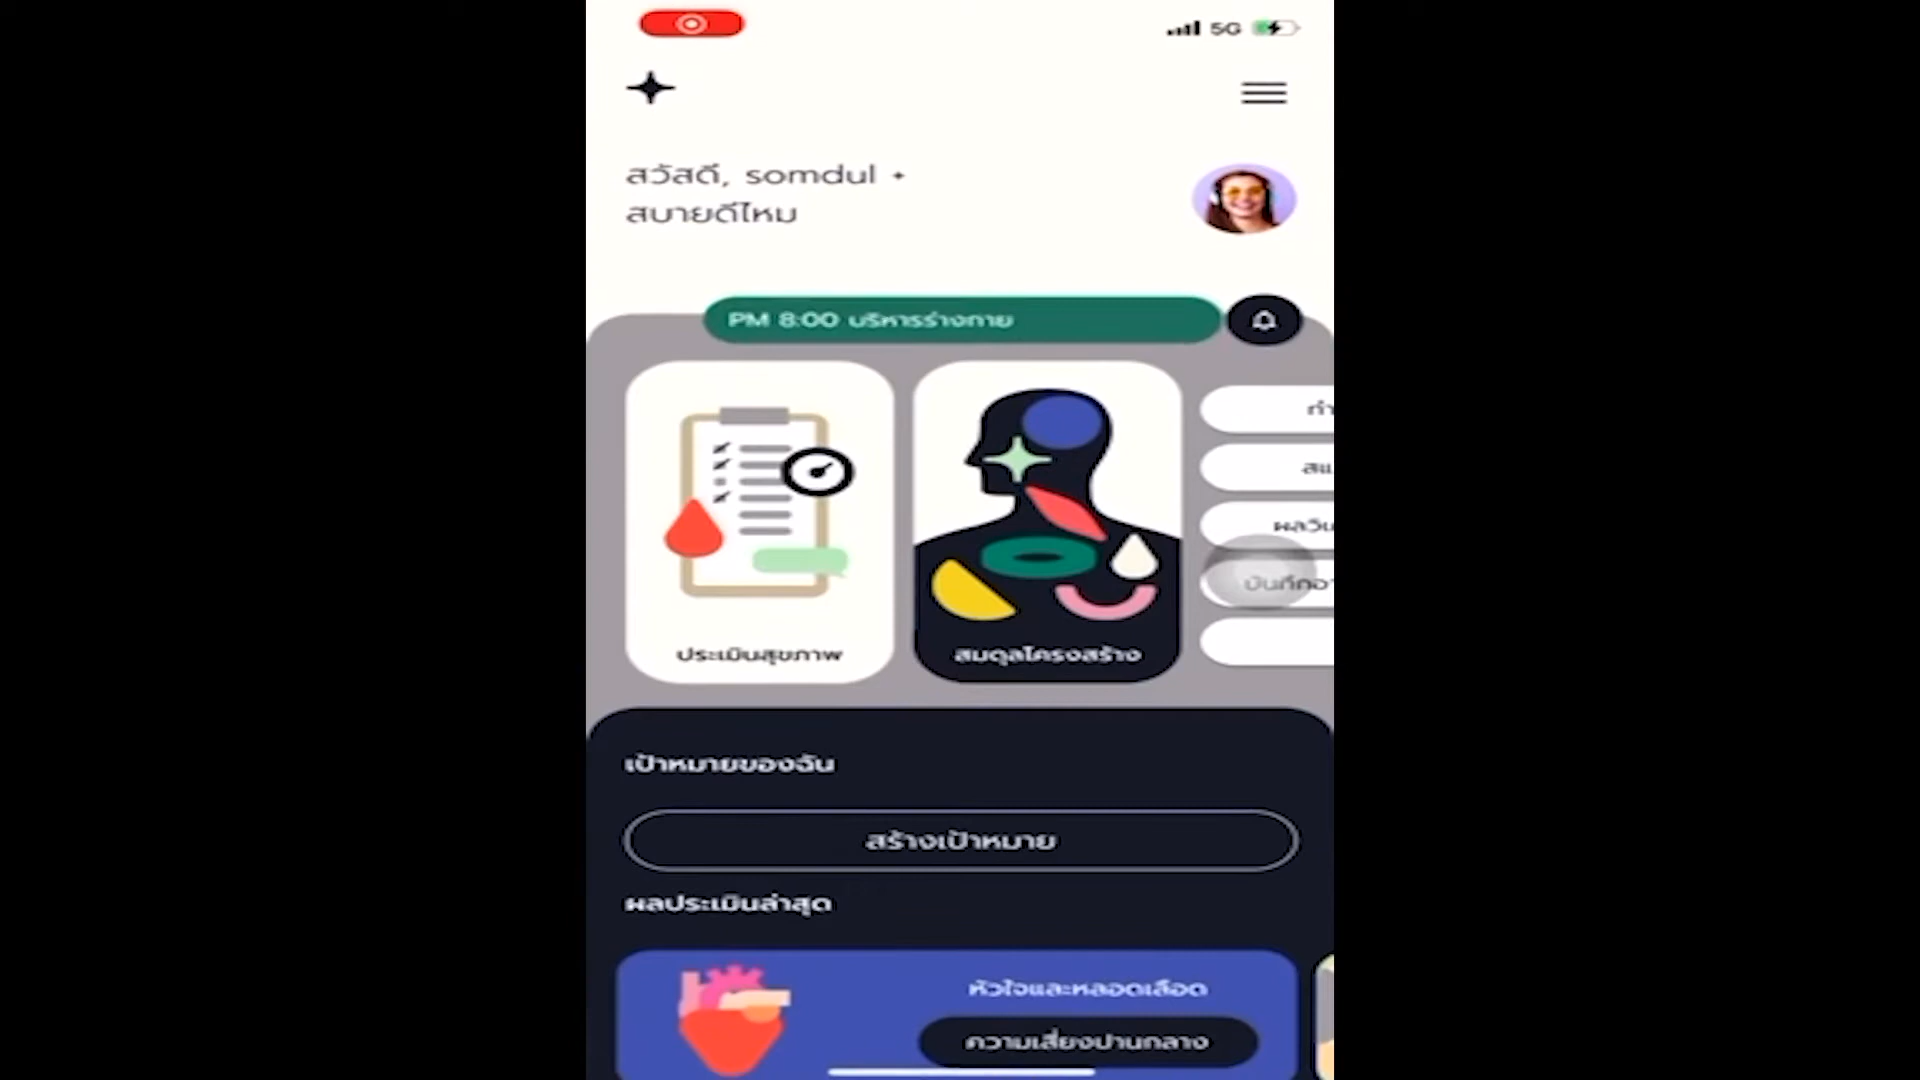 5G
สวัสดี, somdul
สบายดีไหม
PM 8:00 บริหารร่างกาย
ประเมินสุขภาพ
สมดุลโครงสร้าง
เป้าหมายของฉัน
สร้างเป้าหมาย
ผลประเมินล่าสุด
หัวใจและหลอดเลือด
ความเสี่ยงปานกลาง